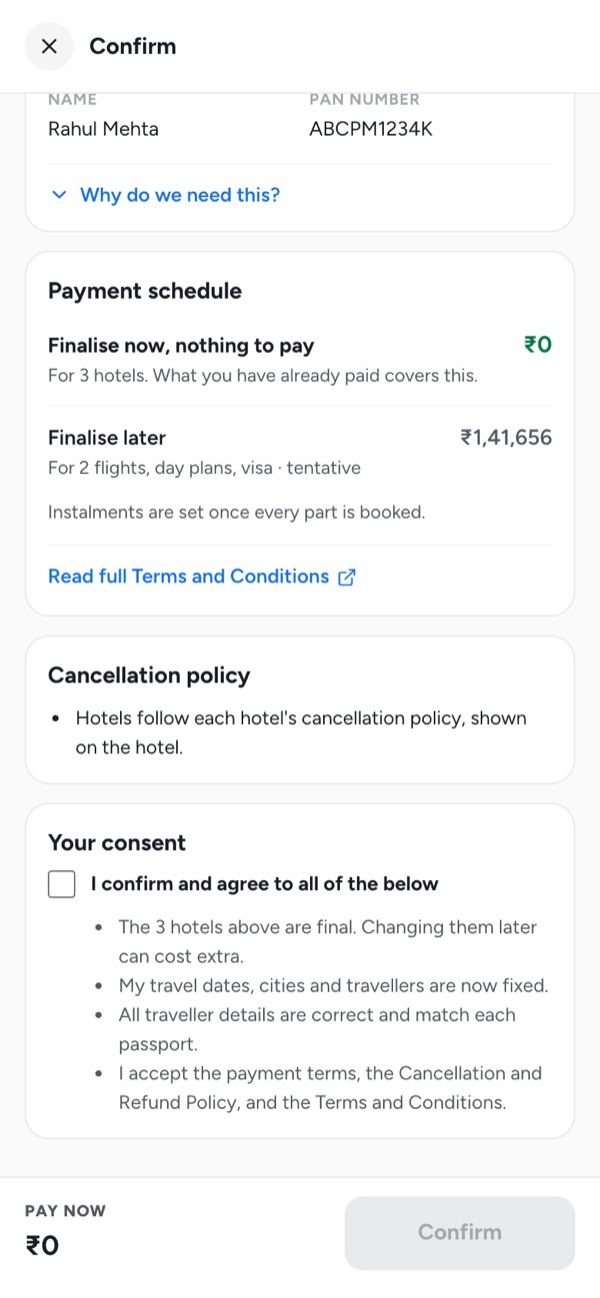 Confirm
NAME
PAN NUMBER
Rahul Mehta
ABCPM1234K
Why do we need this?
Payment schedule
Finalise now, nothing to pay
₹0
For 3 hotels. What you have already paid covers this.
Finalise later
₹1,41,656
For 2 flights, day plans, visa · tentative
Instalments are set once every part is booked.
Read full Terms and Conditions
Cancellation policy
• Hotels follow each hotel's cancellation policy, shown
on the hotel.
Your consent
I confirm and agree to all of the below
• The 3 hotels above are final. Changing them later
can cost extra.
• My travel dates, cities and travellers are now fixed.
• All traveller details are correct and match each
passport.
• I accept the payment terms, the Cancellation and
Refund Policy, and the Terms and Conditions.
PAY NOW
₹0
Confirm